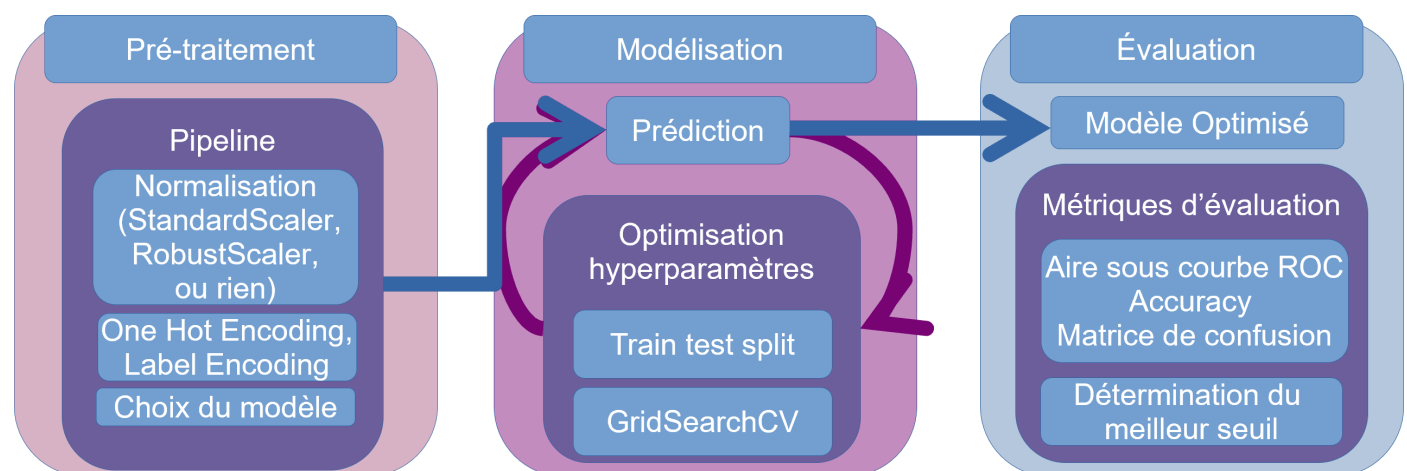 Pré-traitement
Pipeline
Normalisation
(StandardScaler,
RobustScaler,
ou rien)
One Hot Encoding,
Label Encoding
Choix du modèle
Modélisation
Prédiction
Optimisation
hyperparamètres
Train test split
GridSearchCV
Évaluation
Modèle Optimisé
Métriques d’évaluation
Aire sous courbe ROC
Accuracy
Matrice de confusion
Détermination du
meilleur seuil